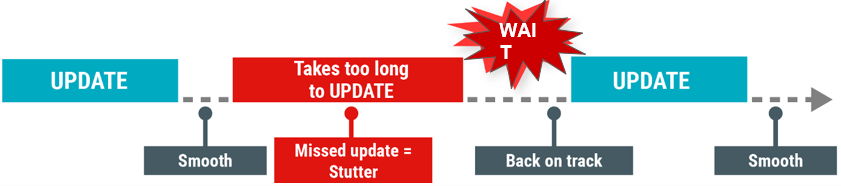 UPDATE
Takes too long
to UPDATE
WAI
T
UPDATE
Smooth
Missed update =
Stutter
Back on track
Smooth